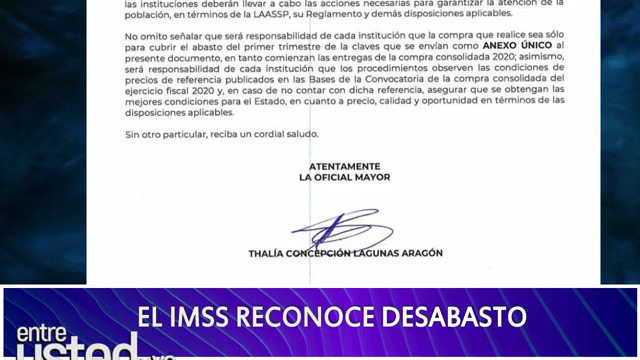 las instituciones deberán llevar a cabo las acciones necesarias para garantizar la atención de la
población, en términos de la LAASSP, su Reglamento y demás disposiciones aplicables.
No omito señalar que será responsabilidad de cada institución que la compra que realice sea sólo
para cubrir el abasto del primer trimestre de la claves que se envían como ANEXO ÚNICO al
presente documento, en tanto comienzan las entregas de la compra consolidada 2020; asimismo,
será responsabilidad de cada institución que los procedimientos observen las condiciones de
precios de referencia publicados en las Bases de la Convocatoria de la compra consolidada del
ejercicio fiscal 2020 y, en caso de no contar con dicha referencia, asegurar que se obtengan las
mejores condiciones para el Estado, en cuanto a precio, calidad y oportunidad en términos de las
disposiciones aplicables.
Sin otro particular, reciba un cordial saludo.
ATENTAMENTE
LA OFICIAL MAYOR
THALÍA CONCEPCIÓN LAGUNAS ARAGÓN
EL IMSS RECONOCE DESABASTO
entre
usted